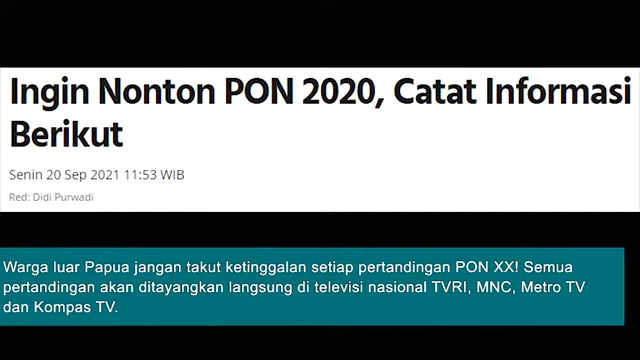 Ingin Nonton PON 2020, Catat Informasi
Berikut
Senin 20 Sep 2021 11:53 WIB
Red: Didi Purwadi
Warga luar Papua jangan takut ketinggalan setiap pertandingan PON XX! Semua
pertandingan akan ditayangkan langsung di televisi nasional TVRI, MNC, Metro TV
dan Kompas TV.